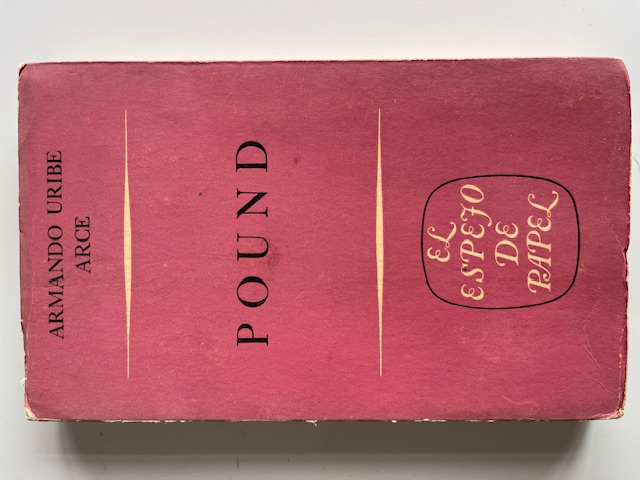 ARMANDO URIBE
ARCE
POUND
EL
ESPEJO
DE
PAPEL